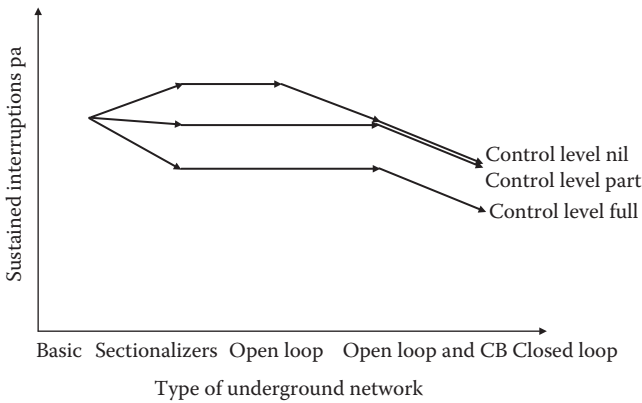 Sustained interruptions pa
Control level nil
Control level part
Control level full
Basic Sectionalizers Open loop Open loop and CB Closed loop
Type of underground network